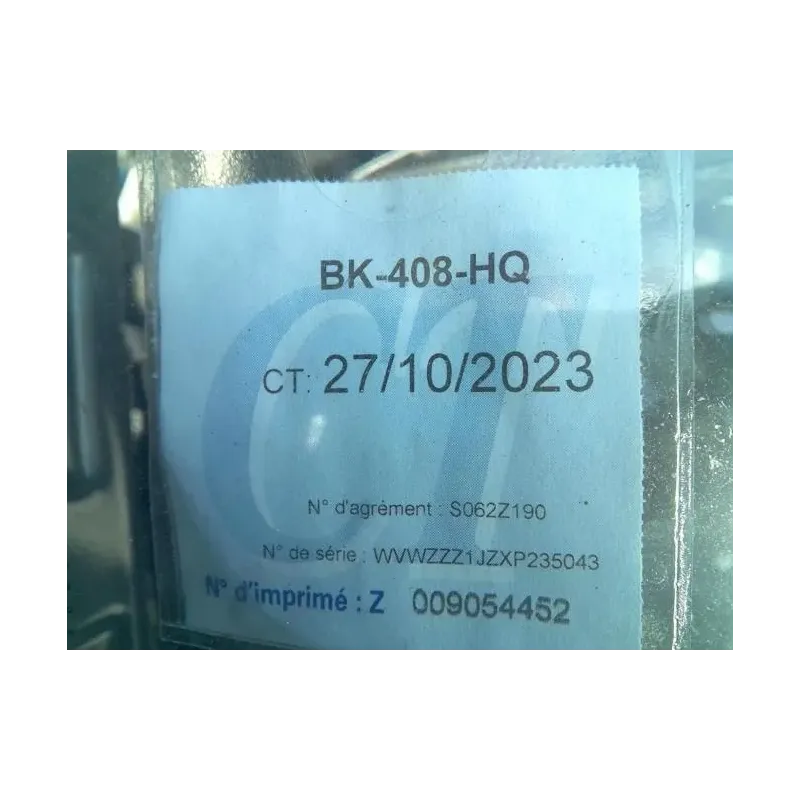 BK-408-HQ
CT: 27/10/2023
N° d'agrément : S062Z190
N° de série : WVWZZZ1JZXP235043
N° d'imprimé : Z 009054452